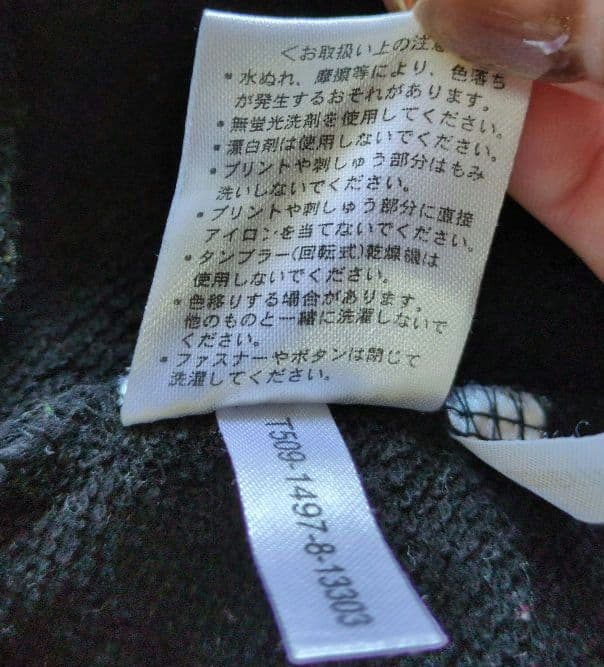 <お取扱い上の注意
・水ぬれ、摩擦等により、色落ち
が発生するおそれがあります。
・無蛍光洗剤を使用してください。
・漂白剤は使用しないでください。
・プリントや刺しゅう部分はもみ
洗いしないでください。
・プリントや刺しゅう部分に直接
アイロンを当てないでください。
・タンブラー(回転式)乾燥機は
使用しないでください。
・色移りする場合があります。
他のものと一緒に洗濯しないで
ください。
・ファスナーやボタンは閉じて
洗濯してください。
T509-1497-8-13303